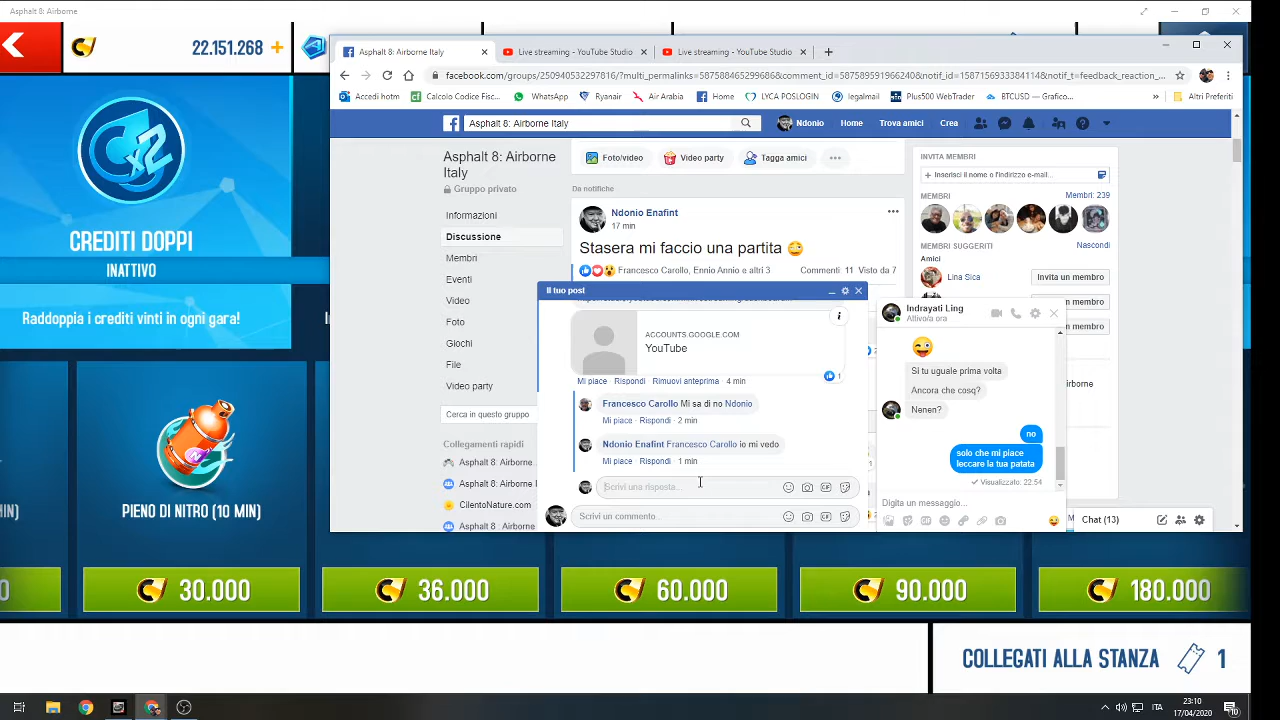 Asphalt 8: Airborne
22.151.268 +
CREDITI DOPPI
INATTIVO
Raddoppia i crediti vinti in ogni gara!
PIENO DI NITRO (10 MIN)
30.000
36.000
60.000
90.000
180.000
COLLEGATI ALLA STANZA
1
Asphalt 8: Airborne Italy
Live streaming - YouTube Studio
Live streaming - YouTube Studio
Accedi hotm
Calcolo Codice Fisc...
WhatsApp
Ryanair
Air Arabia
Home
LYCA POSLOGIN
legalmail
Plus500 WebTrader
BTCUSD — Grafico...
»
Altri Preferiti
Asphalt 8: Airborne Italy
Ndonio
Home
Trova amici
Crea
Asphalt 8: Airborne
Italy
Gruppo privato
Informazioni
Discussione
Membri
Eventi
Video
Foto
Giochi
File
Video party
Cerca in questo gruppo
Collegamenti rapidi
Asphalt 8: Airborne ...
Asphalt 8: Airborne
CilentoNature.com
Asphalt 8 : Airborne
Foto/video
Video party
Tagga amici
Da notifiche
Ndonio Enafint
17 min
Stasera mi faccio una partita
Francesco Carollo, Ennio Annio e altri 3
Commenti 11 Visto da 7
Il tuo post
ACCOUNTS.GOOGLE.COM
YouTube
1
Mi piace · Rispondi · Rimuovi anteprima · 4 min
Francesco Carollo Mi sa di no Ndonio
Mi piace · Rispondi · 2 min
Ndonio Enafint Francesco Carollo io mi vedo
Mi piace · Rispondi · 1 min
Scrivi una risposta...
Scrivi un commento...
INVITA MEMBRI
+ Inserisci il nome o l'indirizzo e-mail...
MEMBRI
Membri: 239
MEMBRI SUGGERITI
Nascondi
Amici
Lina Sica
Invita un membro
Indrayati Ling
Attivo/a ora
Si tu uguale prima volta
Ancora che cosq?
Nenen?
no
solo che mi piace
leccare la tua patata
Visualizzato: 22.54
Digita un messaggio...
Chat (13)
ITA
23:10
17/04/2020
10